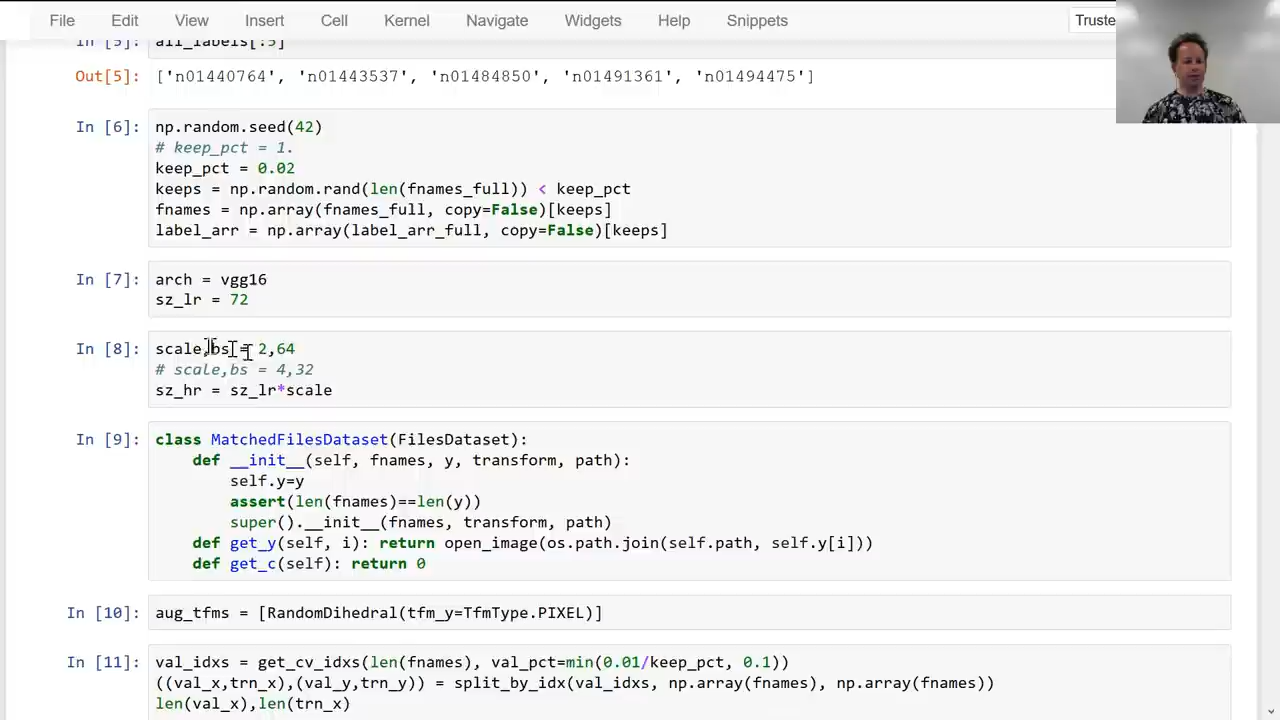 File Edit View Insert Cell Kernel Navigate Widgets Help Snippets Truste
In [5]: all_labels[:5]
Out[5]: ['n01440764', 'n01443537', 'n01484850', 'n01491361', 'n01494475']
In [6]: np.random.seed(42)
# keep_pct = 1.
keep_pct = 0.02
keeps = np.random.rand(len(fnames_full)) < keep_pct
fnames = np.array(fnames_full, copy=False)[keeps]
label_arr = np.array(label_arr_full, copy=False)[keeps]
In [7]: arch = vgg16
sz_lr = 72
In [8]: scale,bs = 2,64
# scale,bs = 4,32
sz_hr = sz_lr*scale
In [9]: class MatchedFilesDataset(FilesDataset):
def __init__(self, fnames, y, transform, path):
self.y=y
assert(len(fnames)==len(y))
super().__init__(fnames, transform, path)
def get_y(self, i): return open_image(os.path.join(self.path, self.y[i]))
def get_c(self): return 0
In [10]: aug_tfms = [RandomDihedral(tfm_y=TfmType.PIXEL)]
In [11]: val_idxs = get_cv_idxs(len(fnames), val_pct=min(0.01/keep_pct, 0.1))
((val_x,trn_x),(val_y,trn_y)) = split_by_idx(val_idxs, np.array(fnames), np.array(fnames))
len(val_x),len(trn_x)